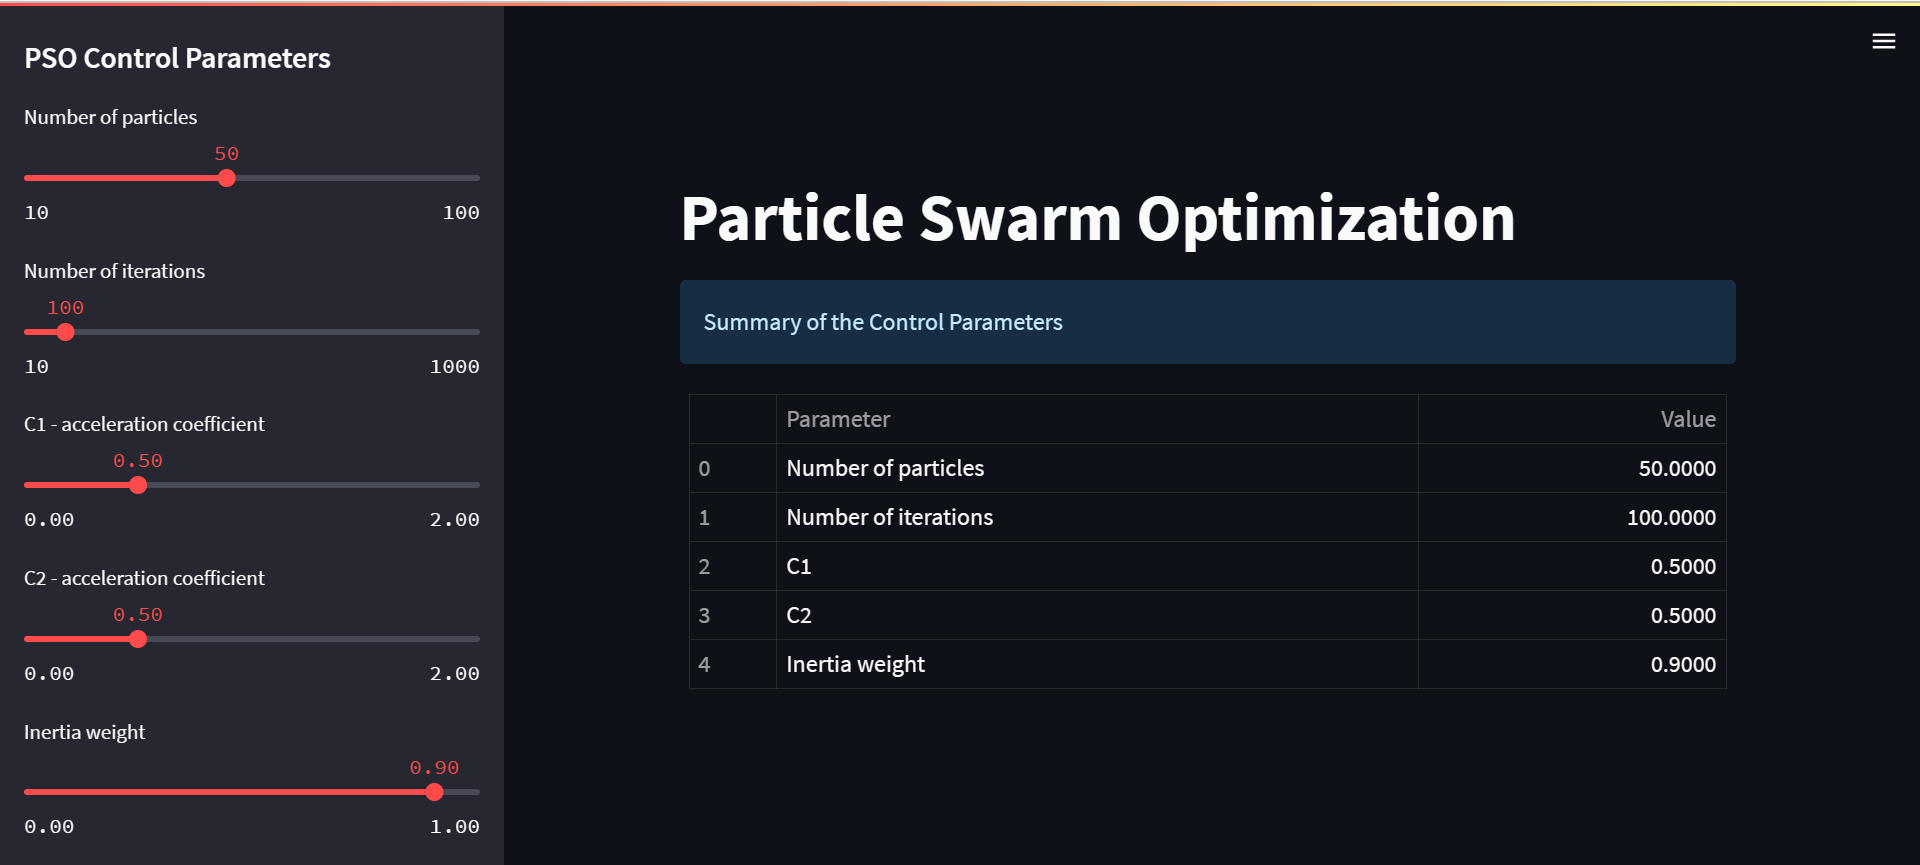 PSO Control Parameters
Number of particles
50
10 100
Number of iterations
100
10 1000
C1 - acceleration coefficient
0.50
0.00 2.00
C2 - acceleration coefficient
0.50
0.00 2.00
Inertia weight
0.90
0.00 1.00
Particle Swarm Optimization
Summary of the Control Parameters
Parameter Value
0 Number of particles 50.0000
1 Number of iterations 100.0000
2 C1 0.5000
3 C2 0.5000
4 Inertia weight 0.9000